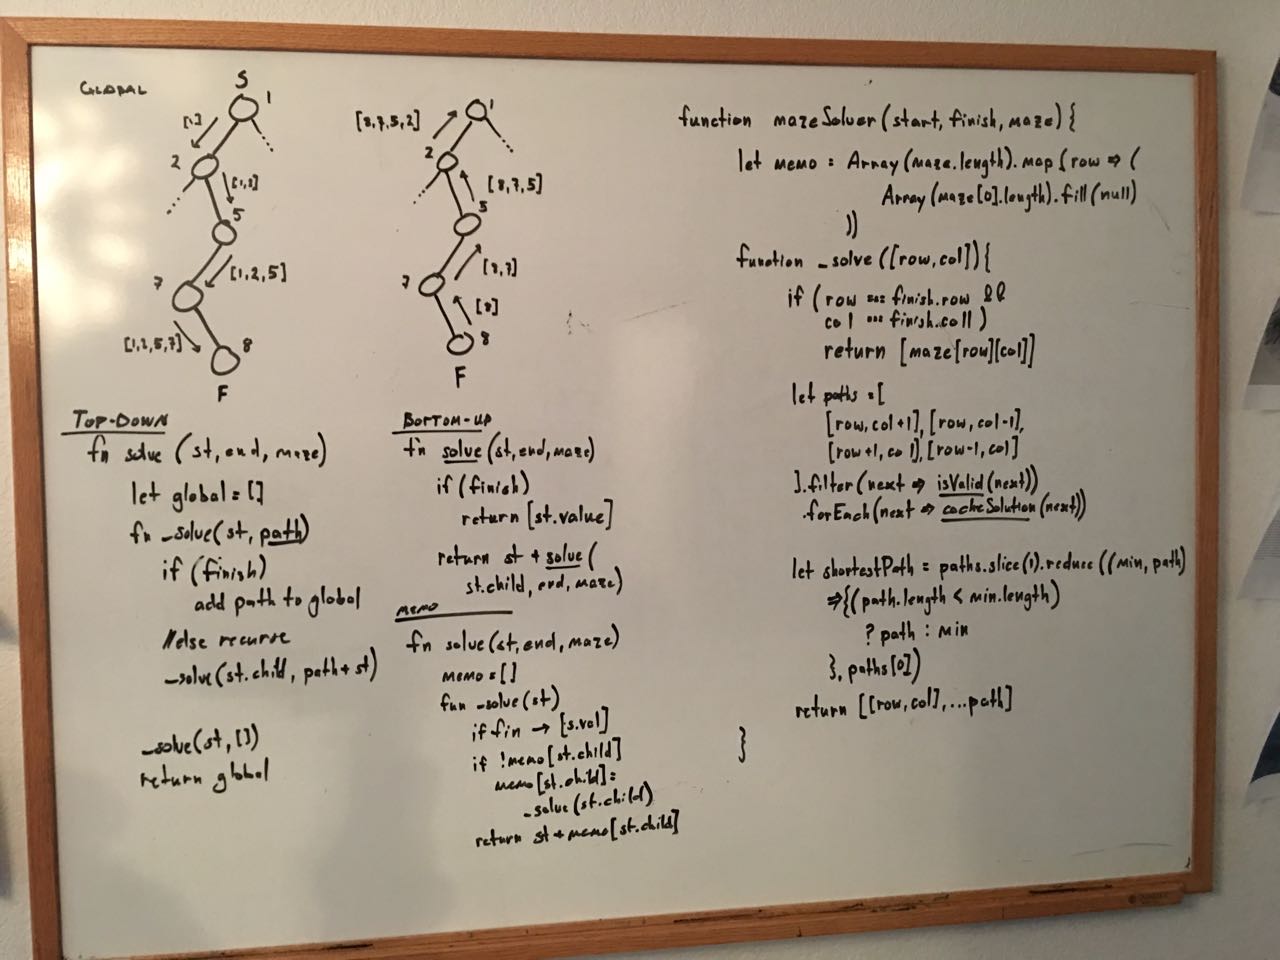 GLOBAL
S
1
[1]
2
[1,2]
5
[1,2,5]
7
[1,2,5,7]
8
F
1
[8,7,5,2]
2
[8,7,5]
5
[8,7]
7
[8]
8
F
TOP-DOWN
fn solve (st, end, maze)
let global = []
fn _solve(st, path)
if (finish)
add path to global
//else recurse
_solve(st.child, path + st)
_solve(st, [])
return global
BOTTOM-UP
fn solve (st, end, maze)
if (finish)
return [st.value]
return st + solve (
st.child, end, maze)
MEMO
fn solve (st, end, maze)
memo = []
fun _solve(st)
if fin → [s.val]
if !memo[st.child]
memo[st.child] =
_solve(st.child)
return st + memo[st.child]
function mazeSolver (start, finish, maze) {
let memo = Array (maze.length).map (row => (
Array (maze[0].length).fill(null)
))
function _solve ([row, col]) {
if (row === finish.row &&
col === finish.coll)
return [maze[row][col]]
let paths = [
[row, col+1], [row, col-1],
[row+1, col], [row-1, col]
].filter(next => isValid(next))
.forEach(next => cacheSolution(next))
let shortestPath = paths.slice(1).reduce ((min, path)
=> {(path.length < min.length)
? path : min
}, paths[0])
return [[row, col], ...path]
}